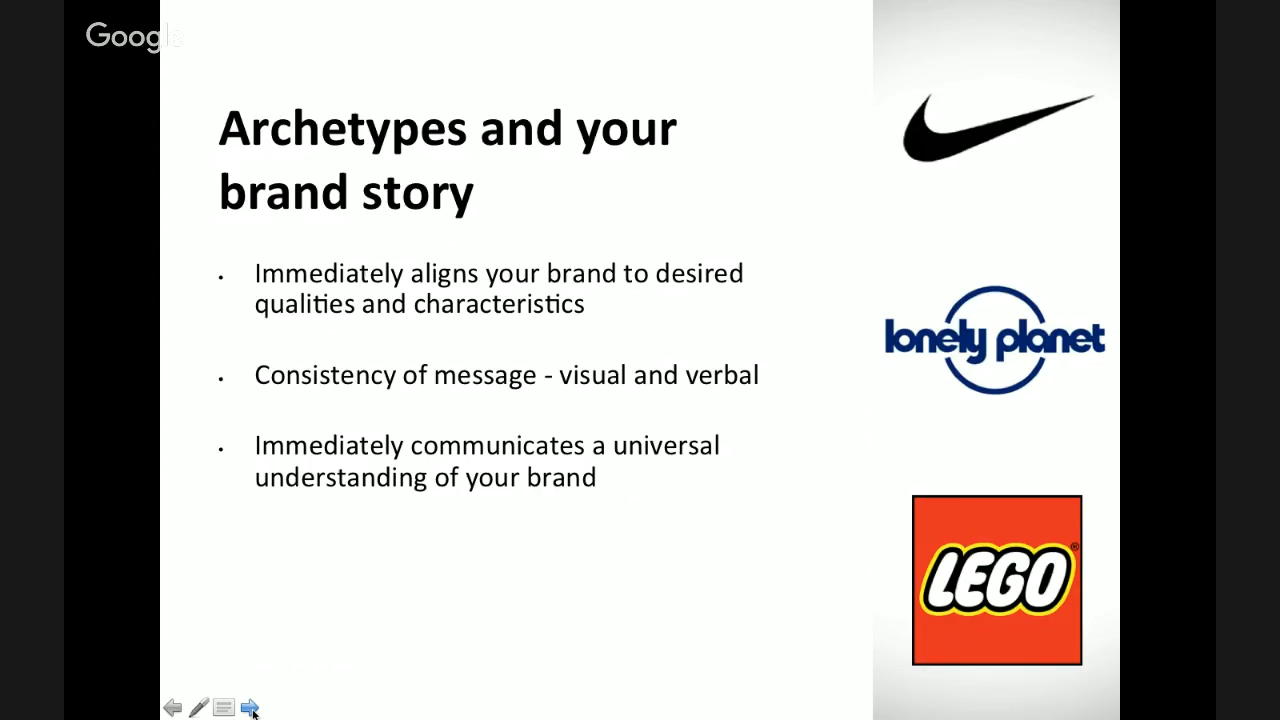 Google
Archetypes and your
brand story
• Immediately aligns your brand to desired
qualities and characteristics
• Consistency of message - visual and verbal
• Immediately communicates a universal
understanding of your brand
lonely planet
LEGO®